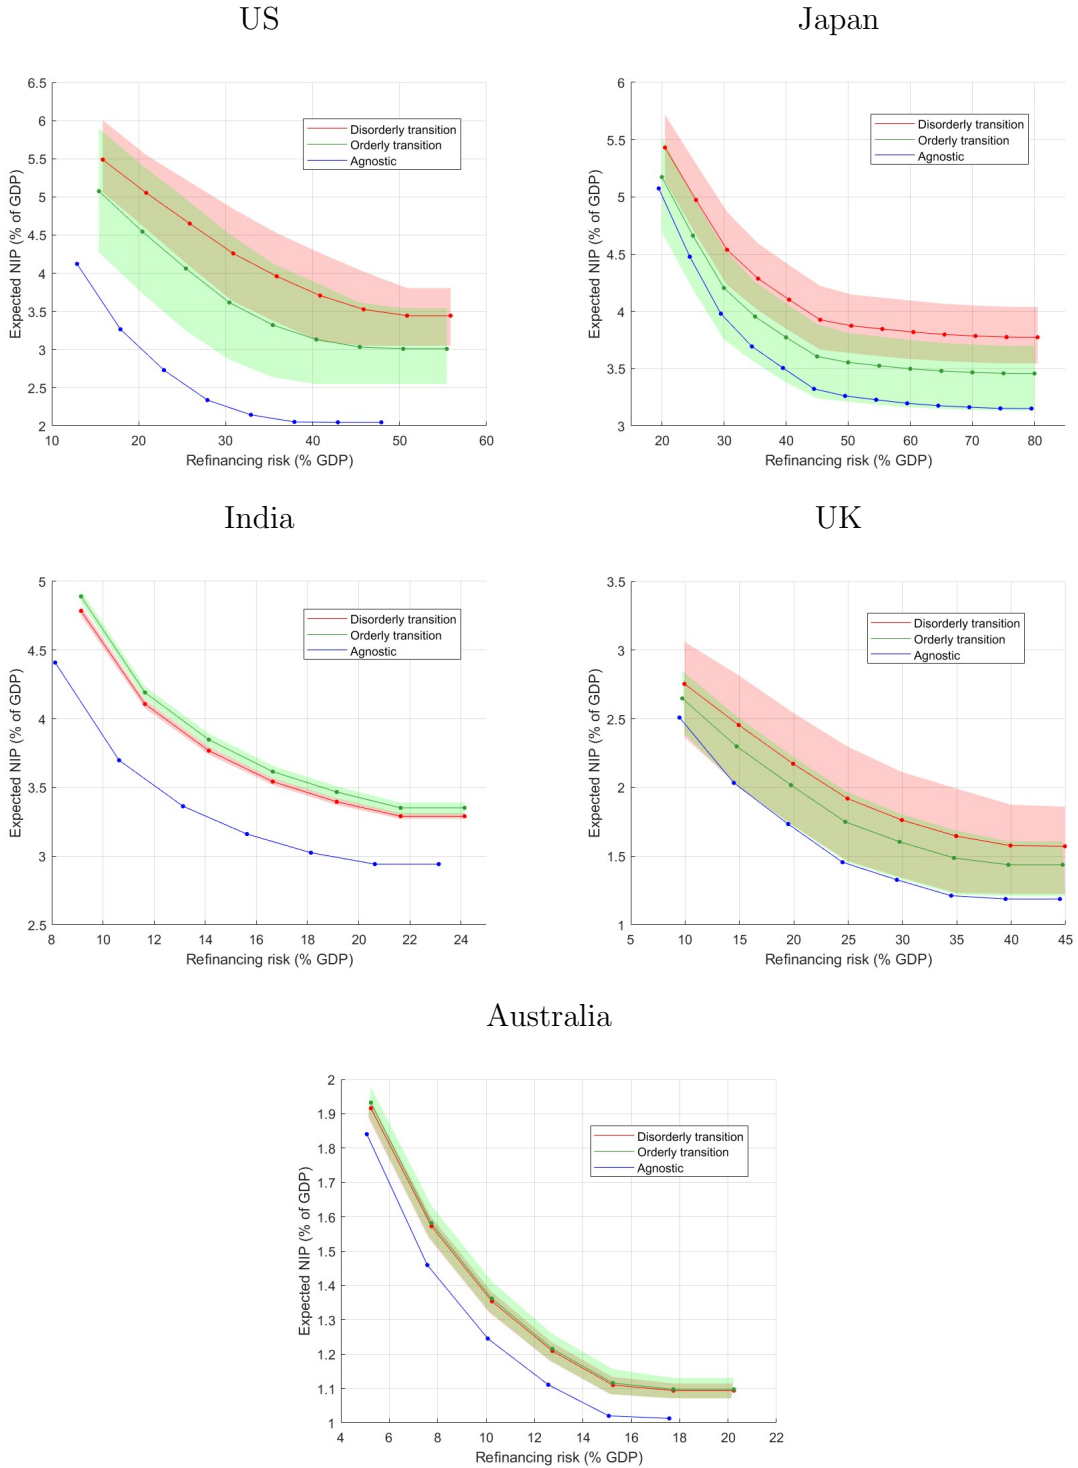 US
Japan
6.5
6
5.5
5
4.5
4
3.5
3
2.5
2
Expected NIP (% of GDP)
Disorderly transition
Orderly transition
Agnostic
10 20 30 40 50 60
Refinancing risk (% GDP)
6
5.5
5
4.5
4
3.5
3
Expected NIP (% of GDP)
Disorderly transition
Orderly transition
Agnostic
20 30 40 50 60 70 80
Refinancing risk (% GDP)
India
UK
5
4.5
4
3.5
3
2.5
Expected NIP (% of GDP)
Disorderly transition
Orderly transition
Agnostic
8 10 12 14 16 18 20 22 24
Refinancing risk (% GDP)
3.5
3
2.5
2
1.5
1
Expected NIP (% of GDP)
Disorderly transition
Orderly transition
Agnostic
5 10 15 20 25 30 35 40 45
Refinancing risk (% GDP)
Australia
2
1.9
1.8
1.7
1.6
1.5
1.4
1.3
1.2
1.1
1
Expected NIP (% of GDP)
Disorderly transition
Orderly transition
Agnostic
4 6 8 10 12 14 16 18 20 22
Refinancing risk (% GDP)